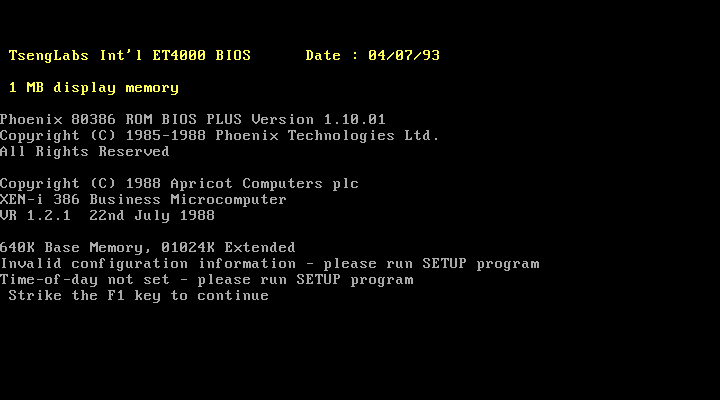 TsengLabs Int'l ET4000 BIOS      Date : 04/07/93
1 MB display memory
Phoenix 80386 ROM BIOS PLUS Version 1.10.01
Copyright (C) 1985-1988 Phoenix Technologies Ltd.
All Rights Reserved
Copyright (C) 1988 Apricot Computers plc
XEN-i 386 Business Microcomputer
VR 1.2.1  22nd July 1988
640K Base Memory, 01024K Extended
Invalid configuration information - please run SETUP program
Time-of-day not set - please run SETUP program
Strike the F1 key to continue